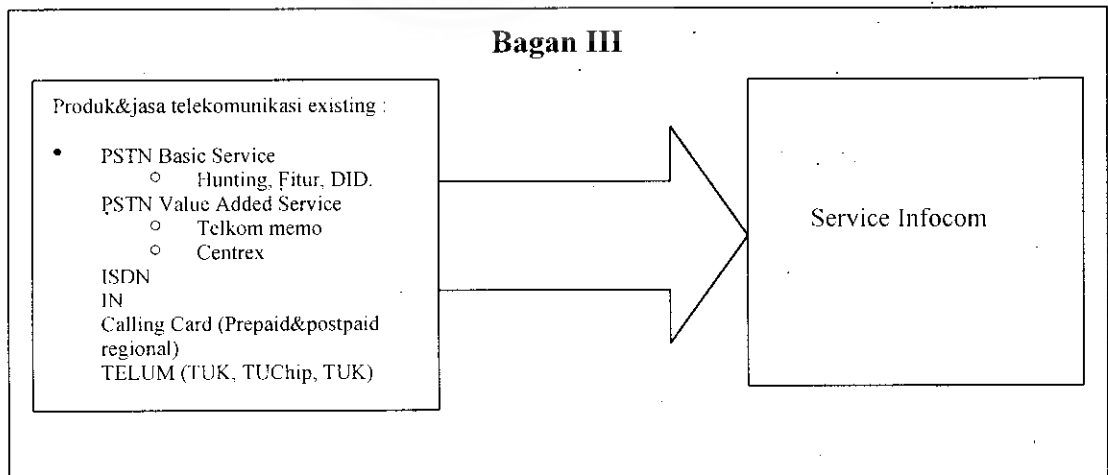 Bagan III
Produk&jasa telekomunikasi existing :
• PSTN Basic Service
○ Hunting, Fitur, DID.
PSTN Value Added Service
○ Telkom memo
○ Centrex
ISDN
IN
Calling Card (Prepaid&postpaid
regional)
TELUM (TUK, TUChip, TUK)
Service Infocom